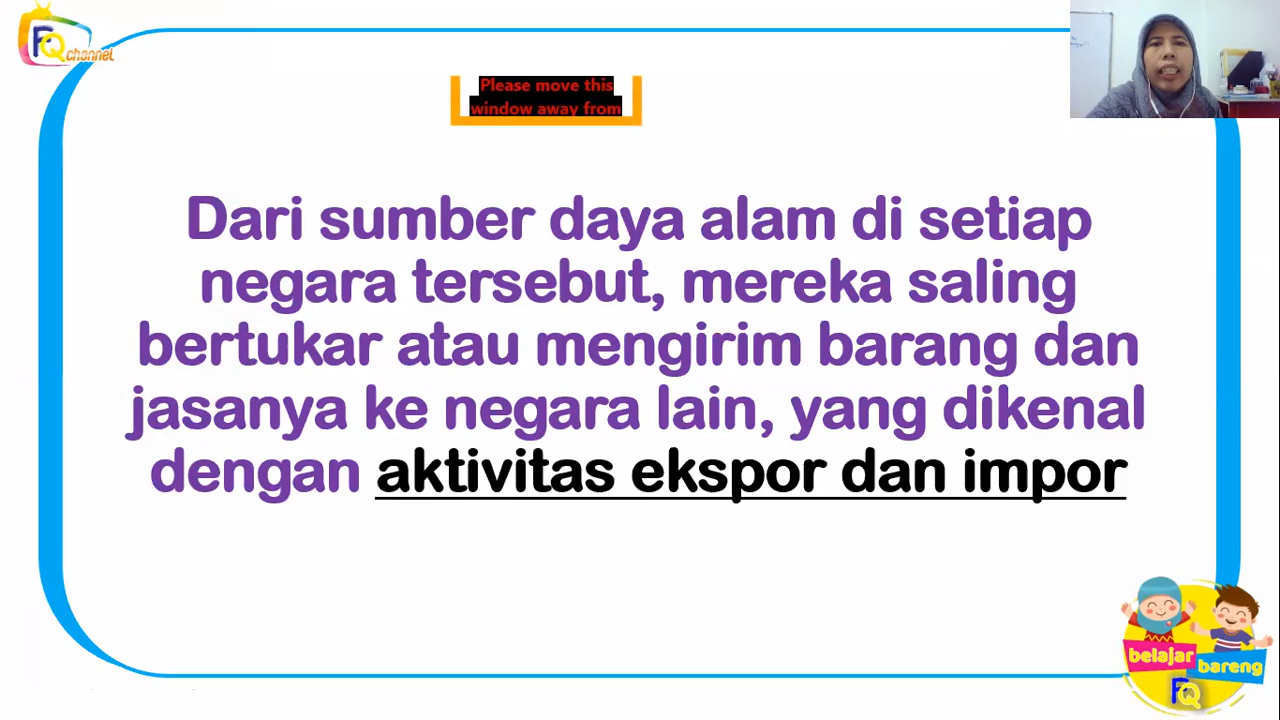 FQ channel
Please move this
window away from
Dari sumber daya alam di setiap
negara tersebut, mereka saling
bertukar atau mengirim barang dan
jasanya ke negara lain, yang dikenal
dengan aktivitas ekspor dan impor
belajar
bareng
FQ